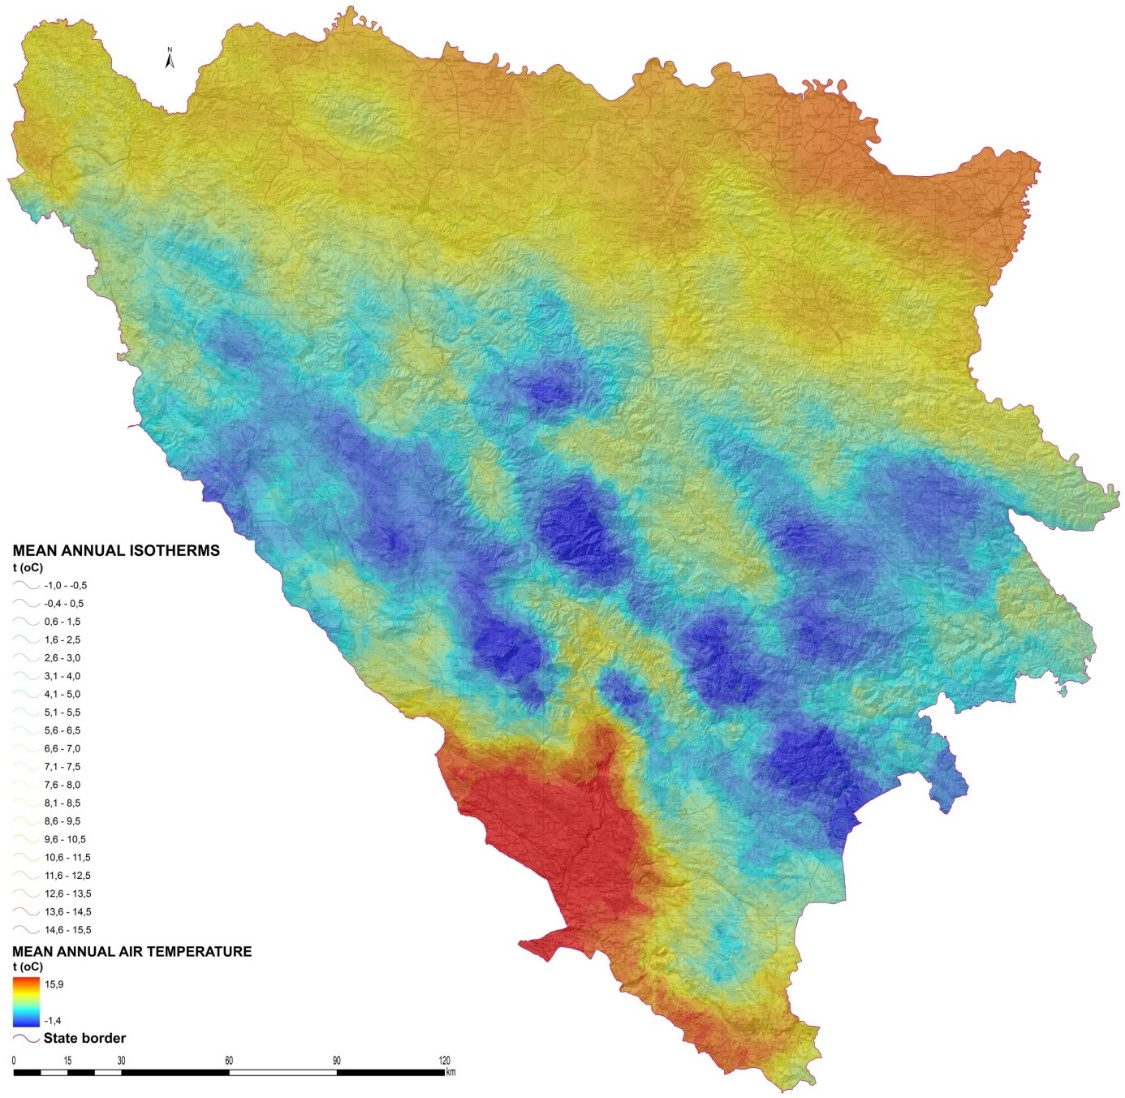 N
MEAN ANNUAL ISOTHERMS
t (oC)
-1,0 - -0,5
-0,4 - 0,5
0,6 - 1,5
1,6 - 2,5
2,6 - 3,0
3,1 - 4,0
4,1 - 5,0
5,1 - 5,5
5,6 - 6,5
6,6 - 7,0
7,1 - 7,5
7,6 - 8,0
8,1 - 8,5
8,6 - 9,5
9,6 - 10,5
10,6 - 11,5
11,6 - 12,5
12,6 - 13,5
13,6 - 14,5
14,6 - 15,5
MEAN ANNUAL AIR TEMPERATURE
t (oC)
15,9
-1,4
State border
0 15 30 60 90 120
km